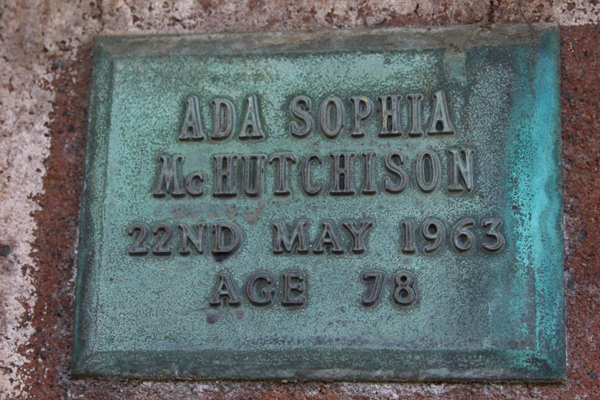 ADA SOPHIA
McHUTCHISON
22ND MAY 1963
AGE 78